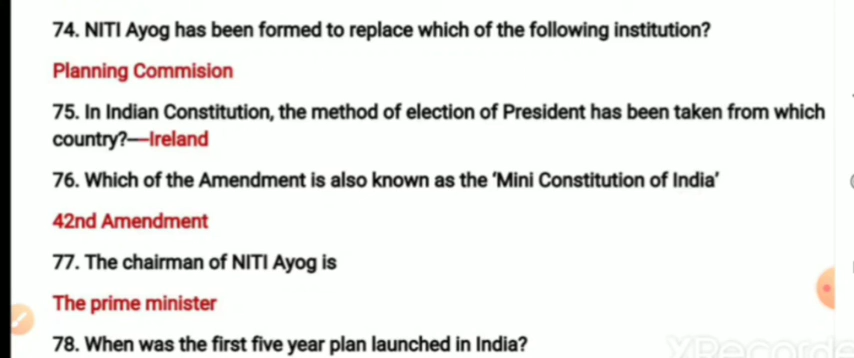 74. NITI Ayog has been formed to replace which of the following institution?
Planning Commision
75. In Indian Constitution, the method of election of President has been taken from which
country?—Ireland
76. Which of the Amendment is also known as the ‘Mini Constitution of India’
42nd Amendment
77. The chairman of NITI Ayog is
The prime minister
78. When was the first five year plan launched in India?